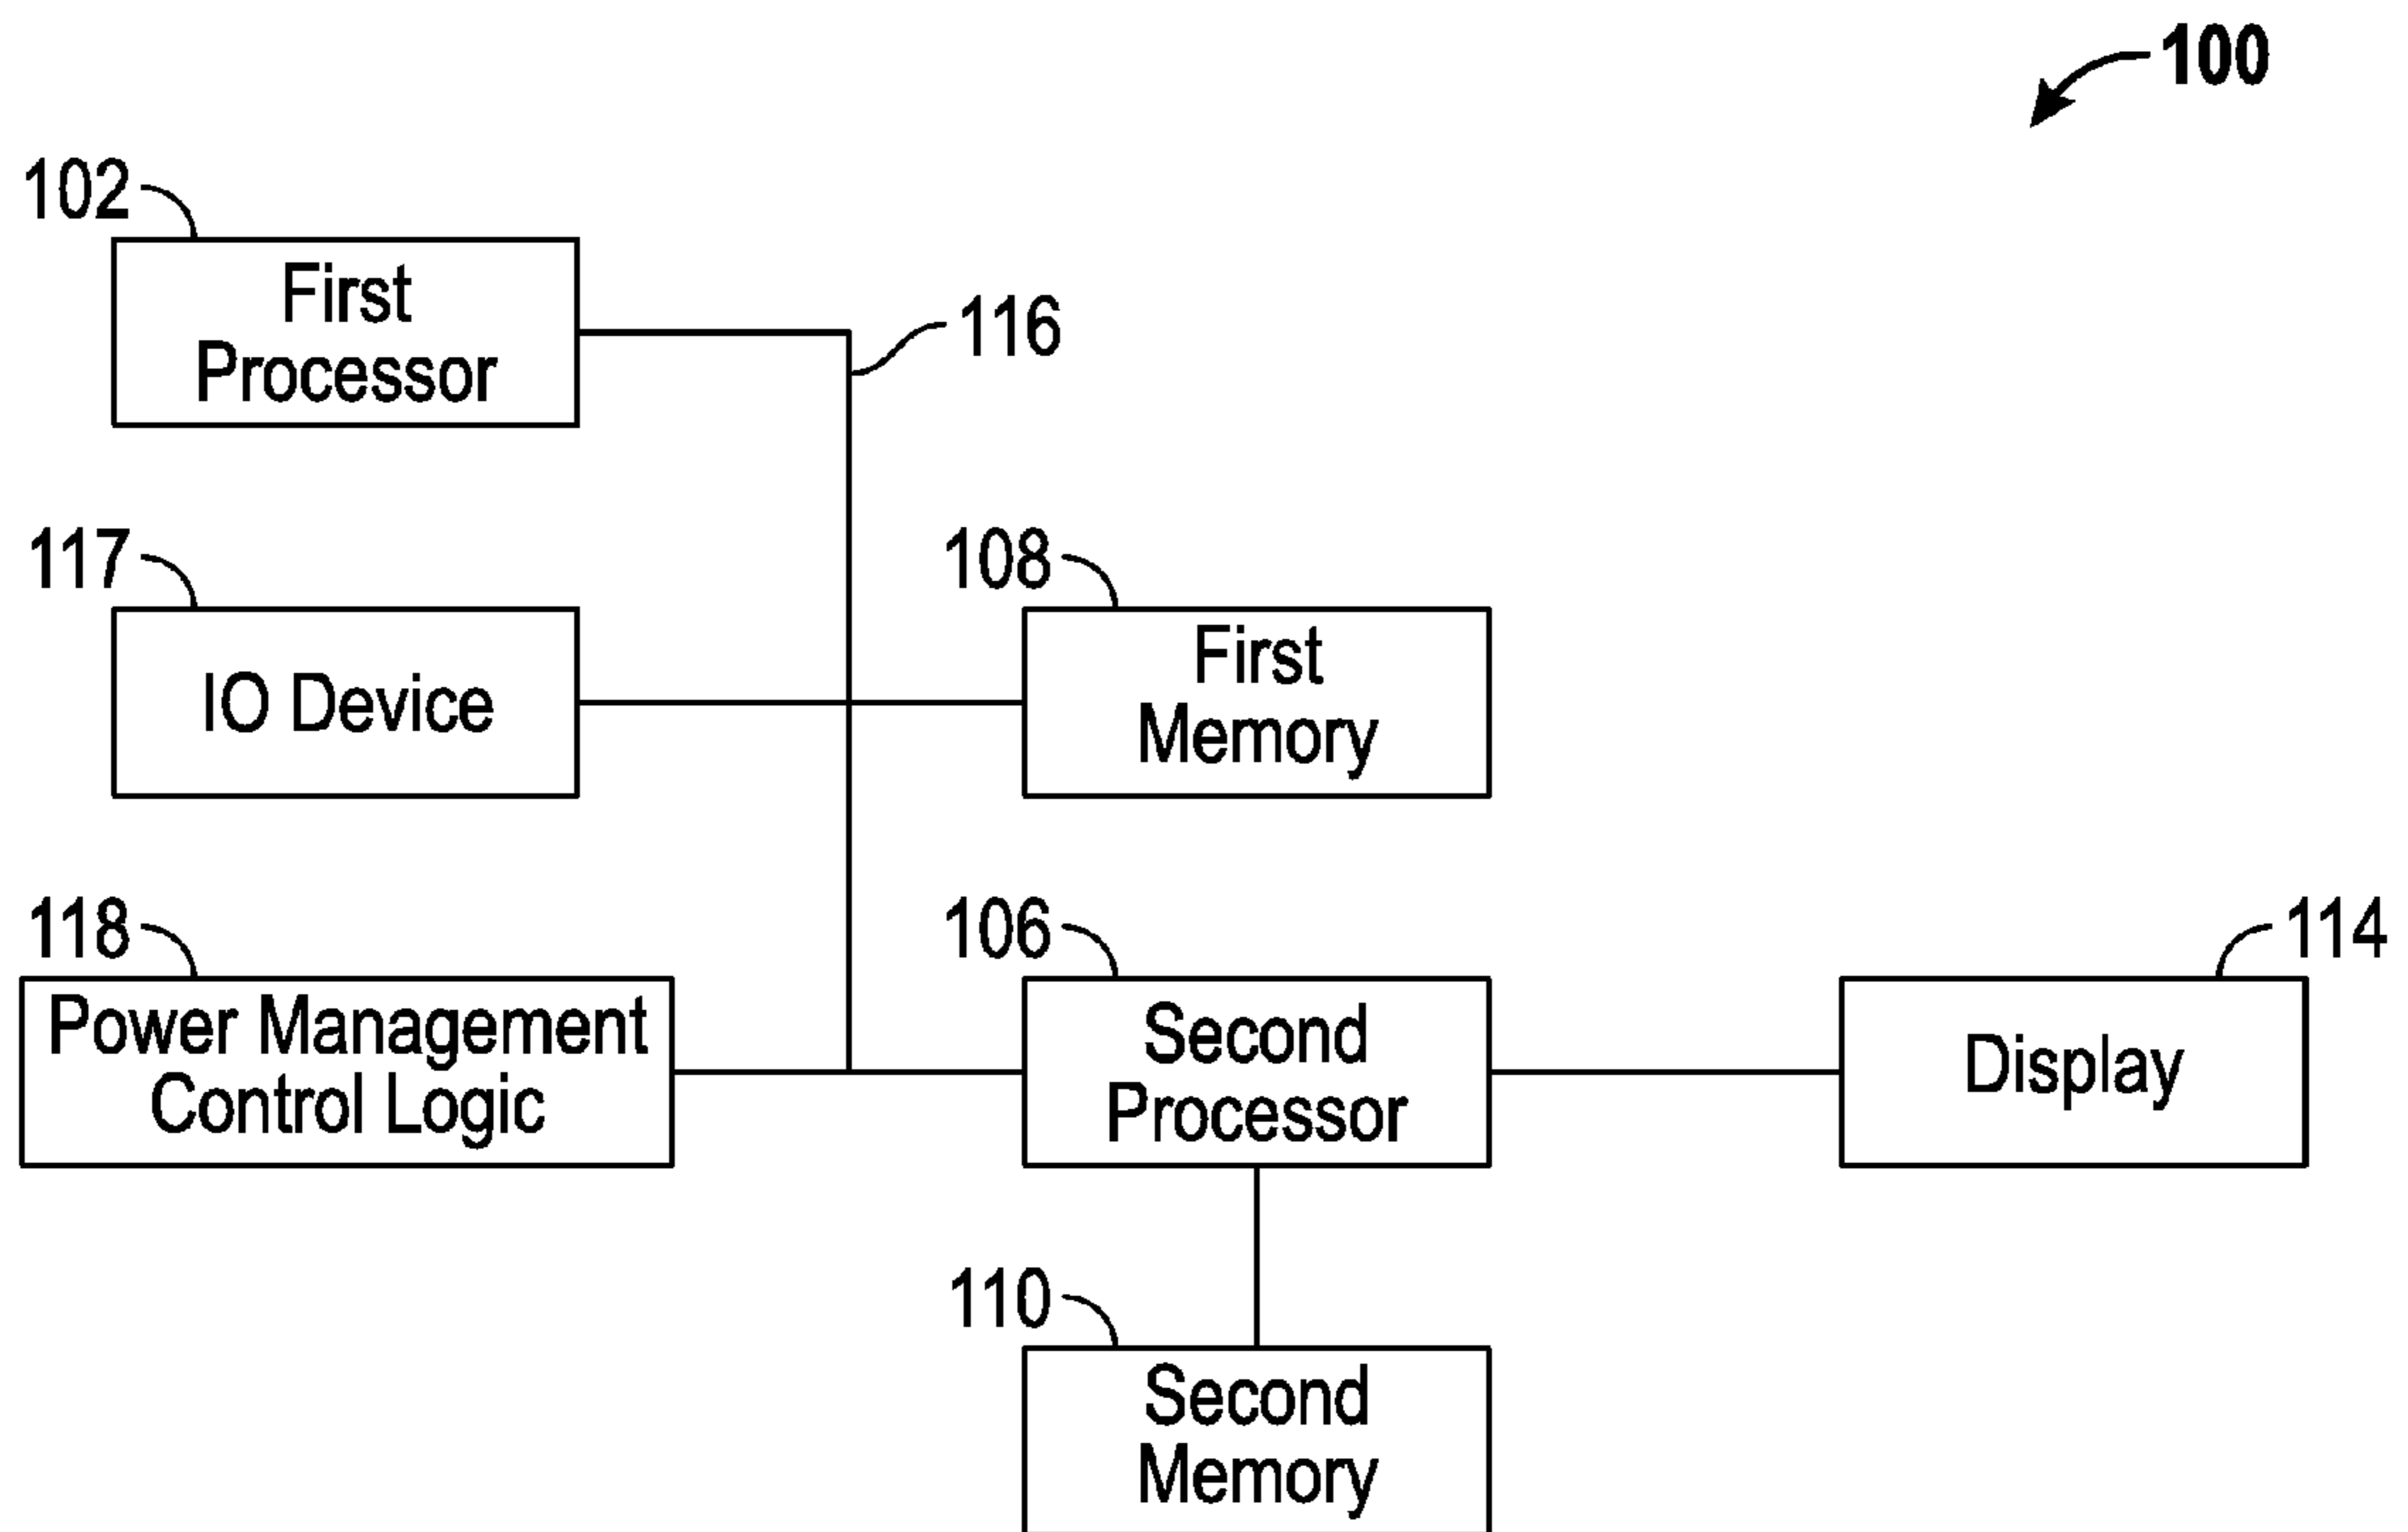 100
102
First
Processor
116
117
IO Device
108
First
Memory
118
Power Management
Control Logic
106
Second
Processor
114
Display
110
Second
Memory